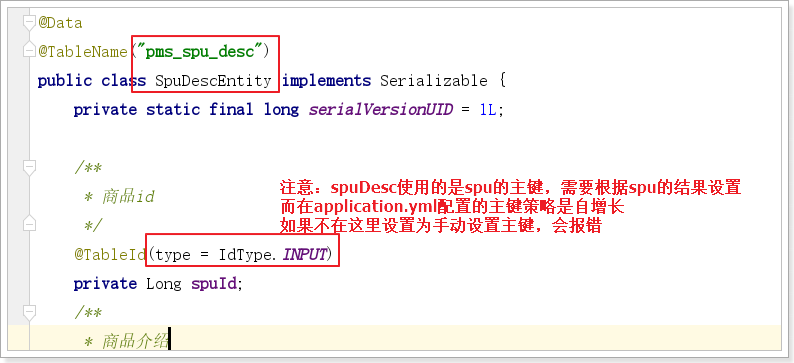 @Data
@TableName("pms_spu_desc")
public class SpuDescEntity implements Serializable {
private static final long serialVersionUID = 1L;
/**
* 商品id
注意：spuDesc使用的是spu的主键，需要根据spu的结果设置
而在application.yml配置的主键策略是自增长
如果不在这里设置为手动设置主键，会报错
*/
@TableId(type = IdType.INPUT)
private Long spuId;
/**
* 商品介绍